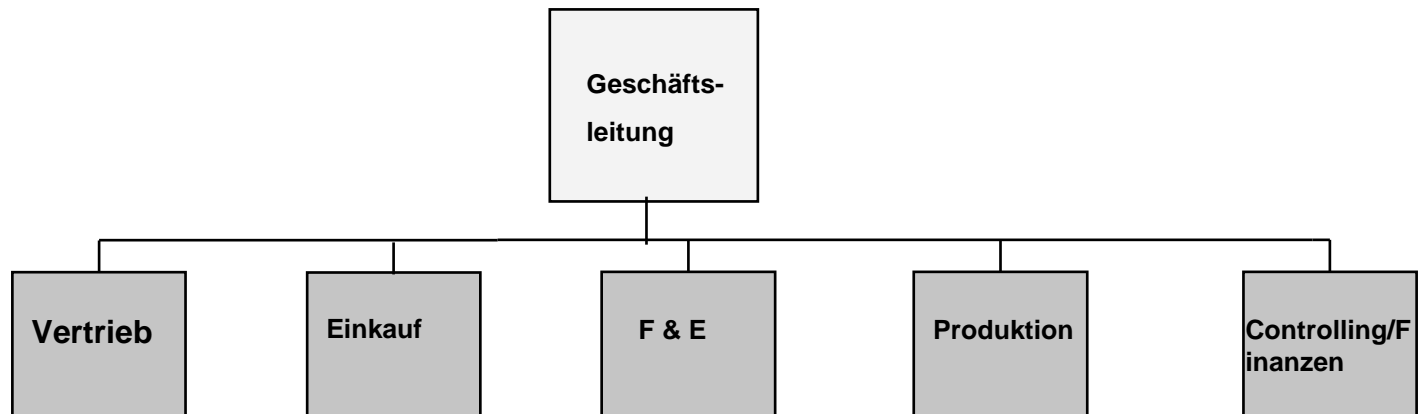 Geschäfts-
leitung
Vertrieb
Einkauf
F & E
Produktion
Controlling/F
inanzen